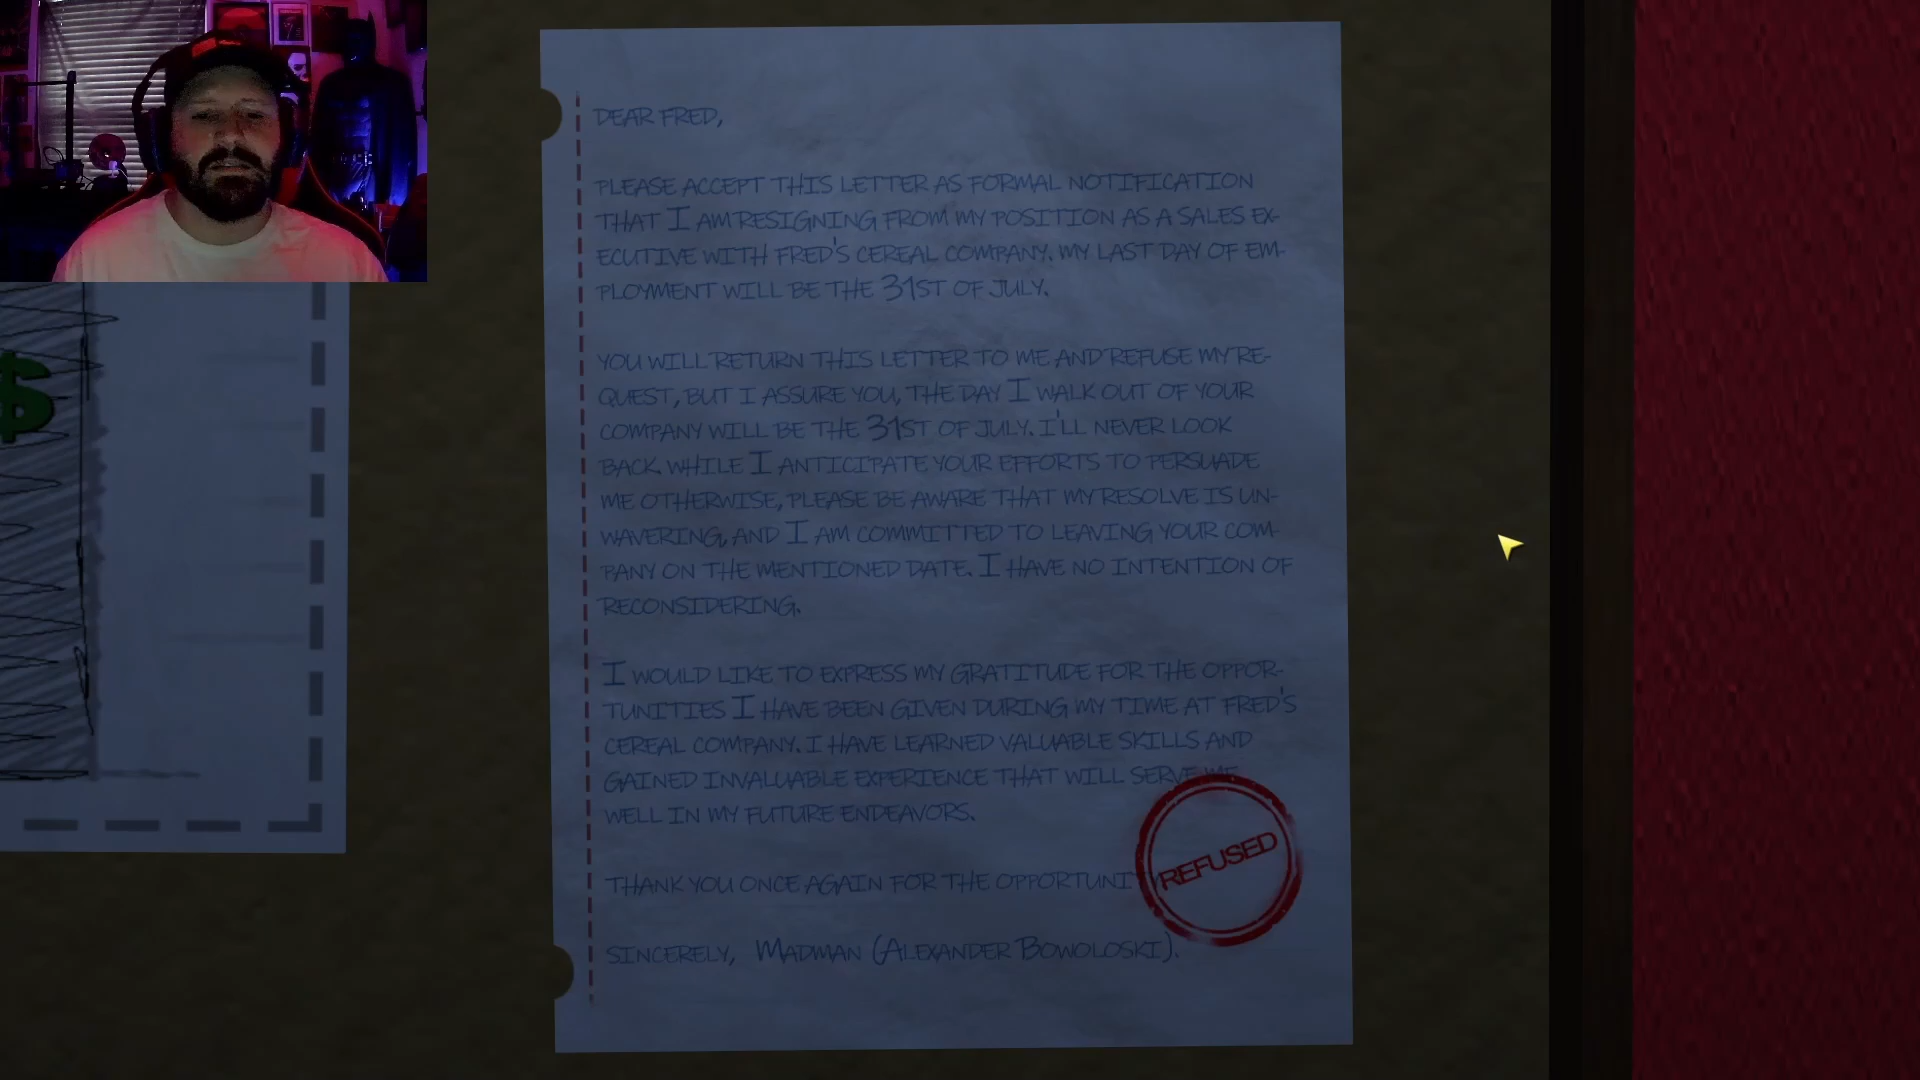 DEAR FRED,
PLEASE ACCEPT THIS LETTER AS FORMAL NOTIFICATION
THAT I AM RESIGNING FROM MY POSITION AS A SALES EX-
ECUTIVE WITH FRED'S CEREAL COMPANY. MY LAST DAY OF EM-
PLOYMENT WILL BE THE 31ST OF JULY.
YOU WILL RETURN THIS LETTER TO ME AND REFUSE MY RE-
QUEST, BUT I ASSURE YOU, THE DAY I WALK OUT OF YOUR
COMPANY WILL BE THE 31ST OF JULY. I'LL NEVER LOOK
BACK. WHILE I ANTICIPATE YOUR EFFORTS TO PERSUADE
ME OTHERWISE, PLEASE BE AWARE THAT MY RESOLVE IS UN-
WAVERING, AND I AM COMMITTED TO LEAVING YOUR COM-
PANY ON THE MENTIONED DATE. I HAVE NO INTENTION OF
RECONSIDERING.
I WOULD LIKE TO EXPRESS MY GRATITUDE FOR THE OPPOR-
TUNITIES I HAVE BEEN GIVEN DURING MY TIME AT FRED'S
CEREAL COMPANY. I HAVE LEARNED VALUABLE SKILLS AND
GAINED INVALUABLE EXPERIENCE THAT WILL SERVE ME
WELL IN MY FUTURE ENDEAVORS.
THANK YOU ONCE AGAIN FOR THE OPPORTUNI
REFUSED
SINCERELY, MADMAN (ALEXANDER BOWOLOSKI).
$